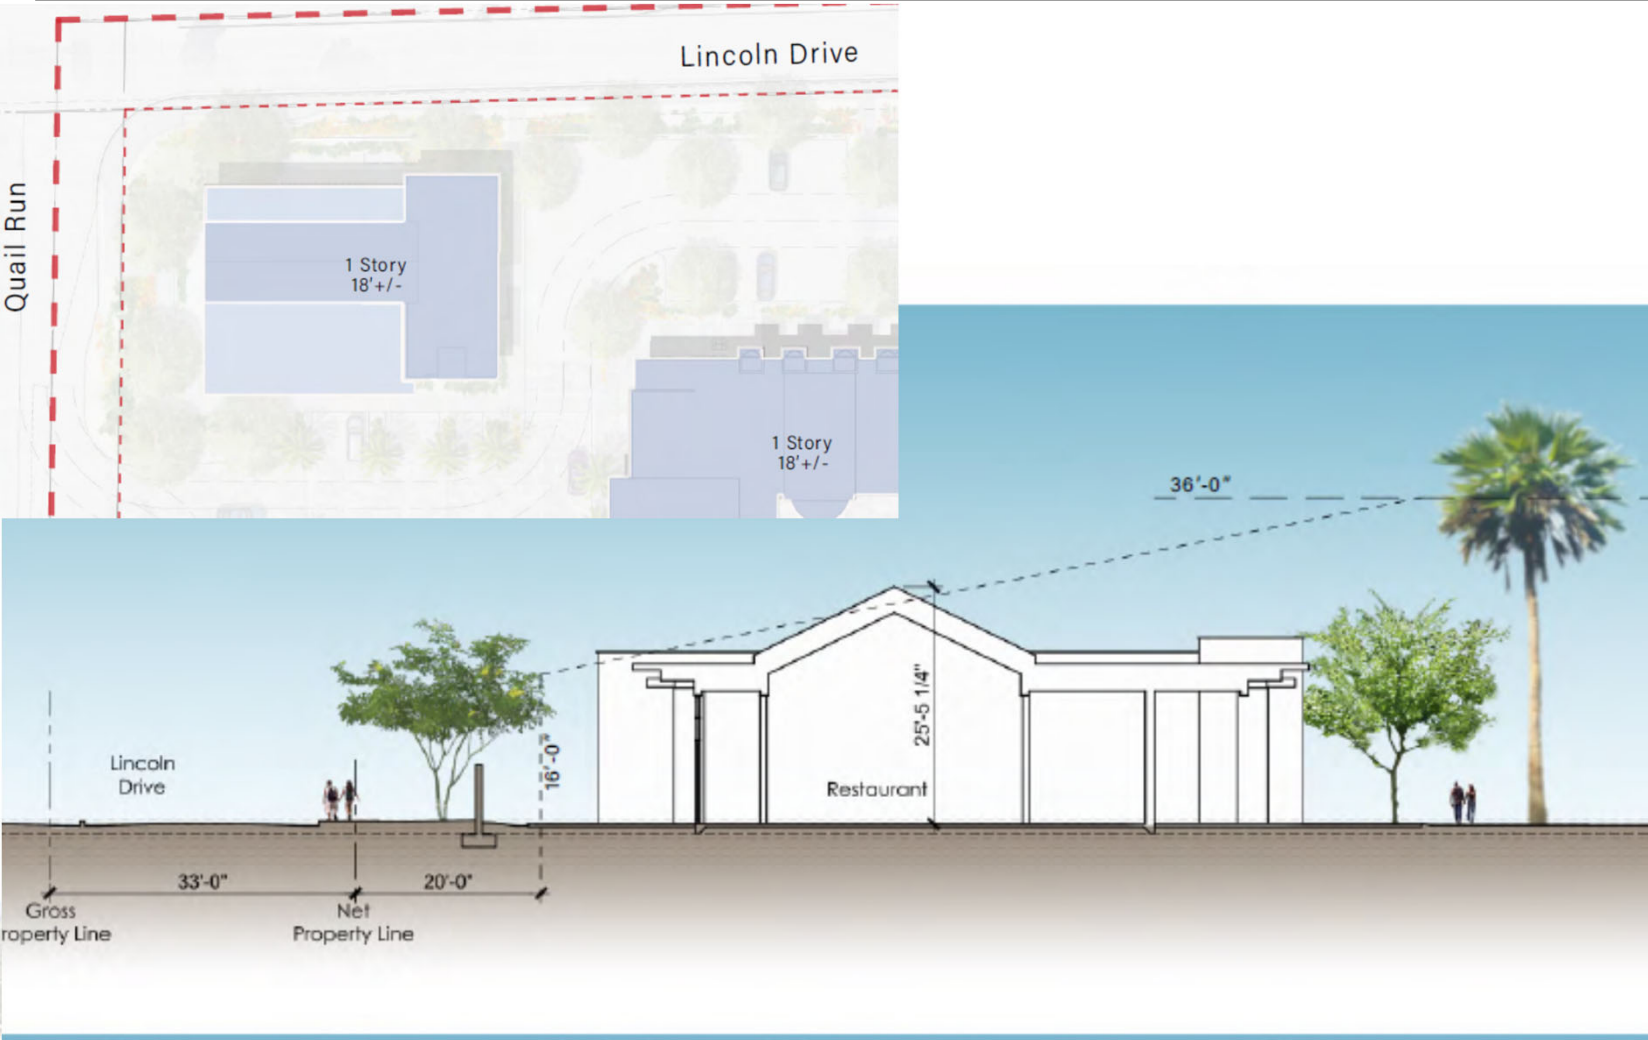 Lincoln Drive
Quail Run
1 Story
18'+/-
1 Story
18'+/-
36'-0"
25'-5 1/4"
16'-0"
Lincoln
Drive
Restaurant
33'-0"
20'-0"
Gross
roperty Line
Net
Property Line